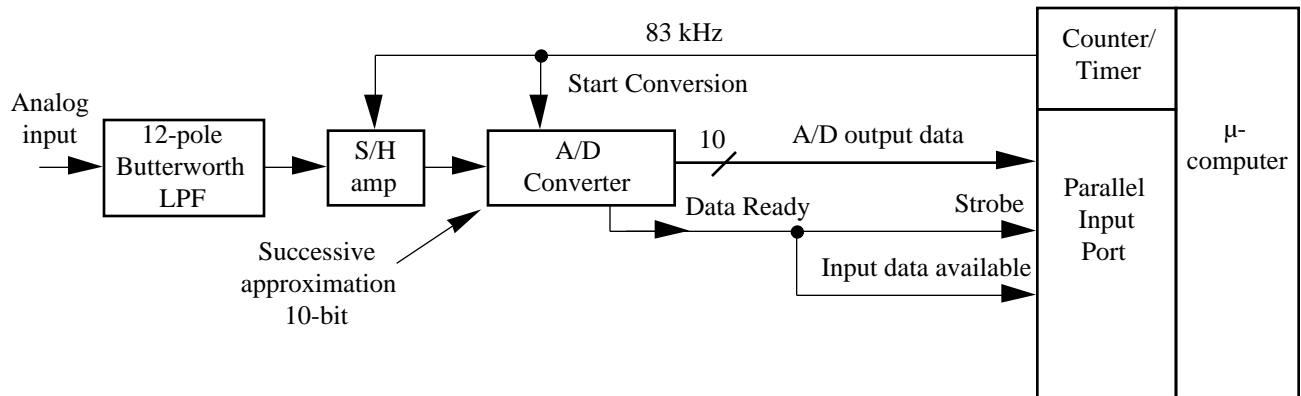 83 kHz
Counter/
Timer
Start Conversion
Analog
input
12-pole
Butterworth
LPF
S/H
amp
A/D
Converter
10
A/D output data
μ-
computer
Parallel
Input
Port
Data Ready
Strobe
Input data available
Successive
approximation
10-bit